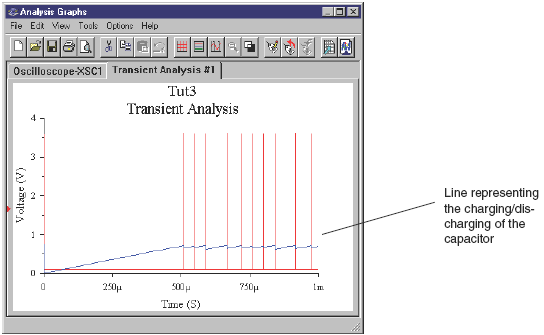 Analysis Graphs
File Edit View Tools Options Help
Oscilloscope-XSC1 Transient Analysis #1
Tut3
Transient Analysis
4
3
2
1
0
Voltage (V)
0 250µ 500µ 750µ 1m
Time (S)
Line representing
the charging/dis-
charging of the
capacitor